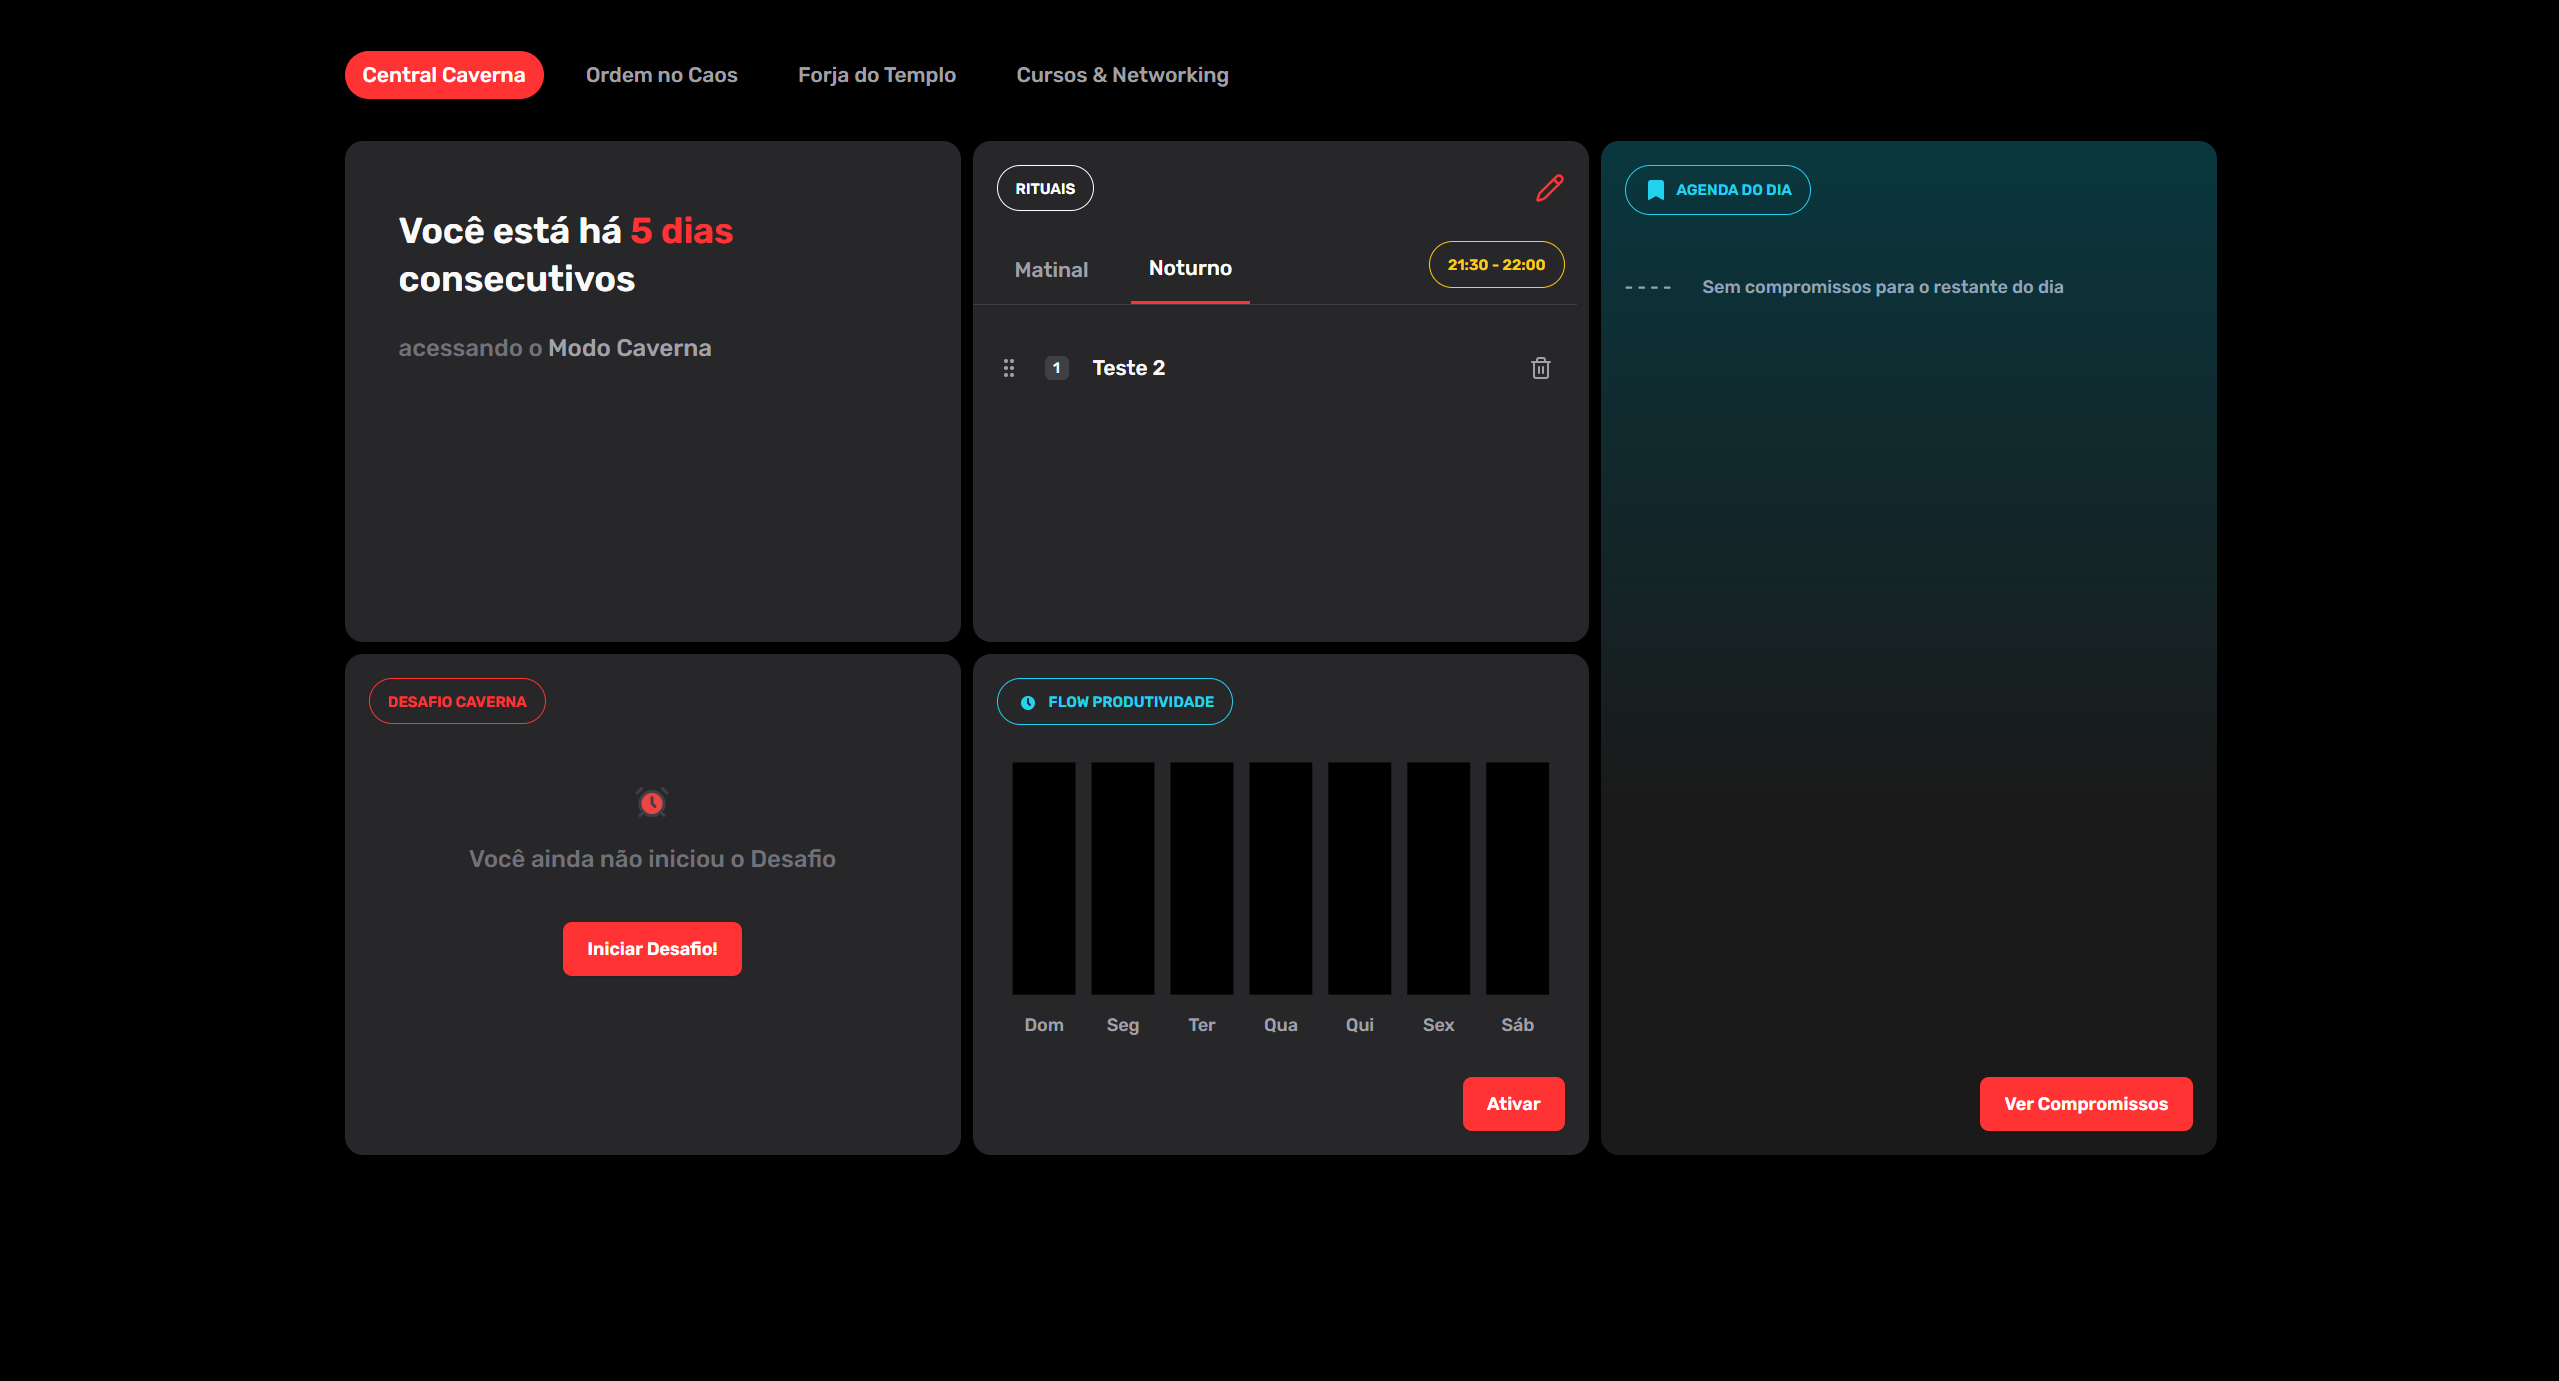 Central Caverna
Ordem no Caos
Forja do Templo
Cursos & Networking
Você está há 5 dias
consecutivos
acessando o Modo Caverna
RITUAIS
Matinal
Noturno
21:30 - 22:00
1
Teste 2
AGENDA DO DIA
- - - -
Sem compromissos para o restante do dia
DESAFIO CAVERNA
Você ainda não iniciou o Desafio
Iniciar Desafio!
FLOW PRODUTIVIDADE
Dom
Seg
Ter
Qua
Qui
Sex
Sáb
Ativar
Ver Compromissos